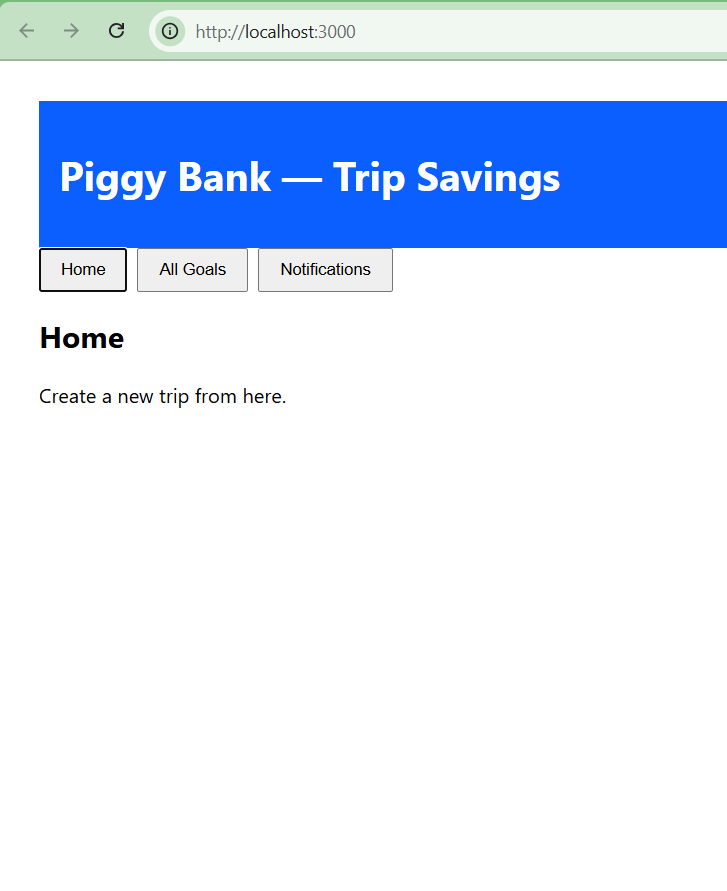 http://localhost:3000
Piggy Bank — Trip Savings
Home All Goals Notifications
Home
Create a new trip from here.